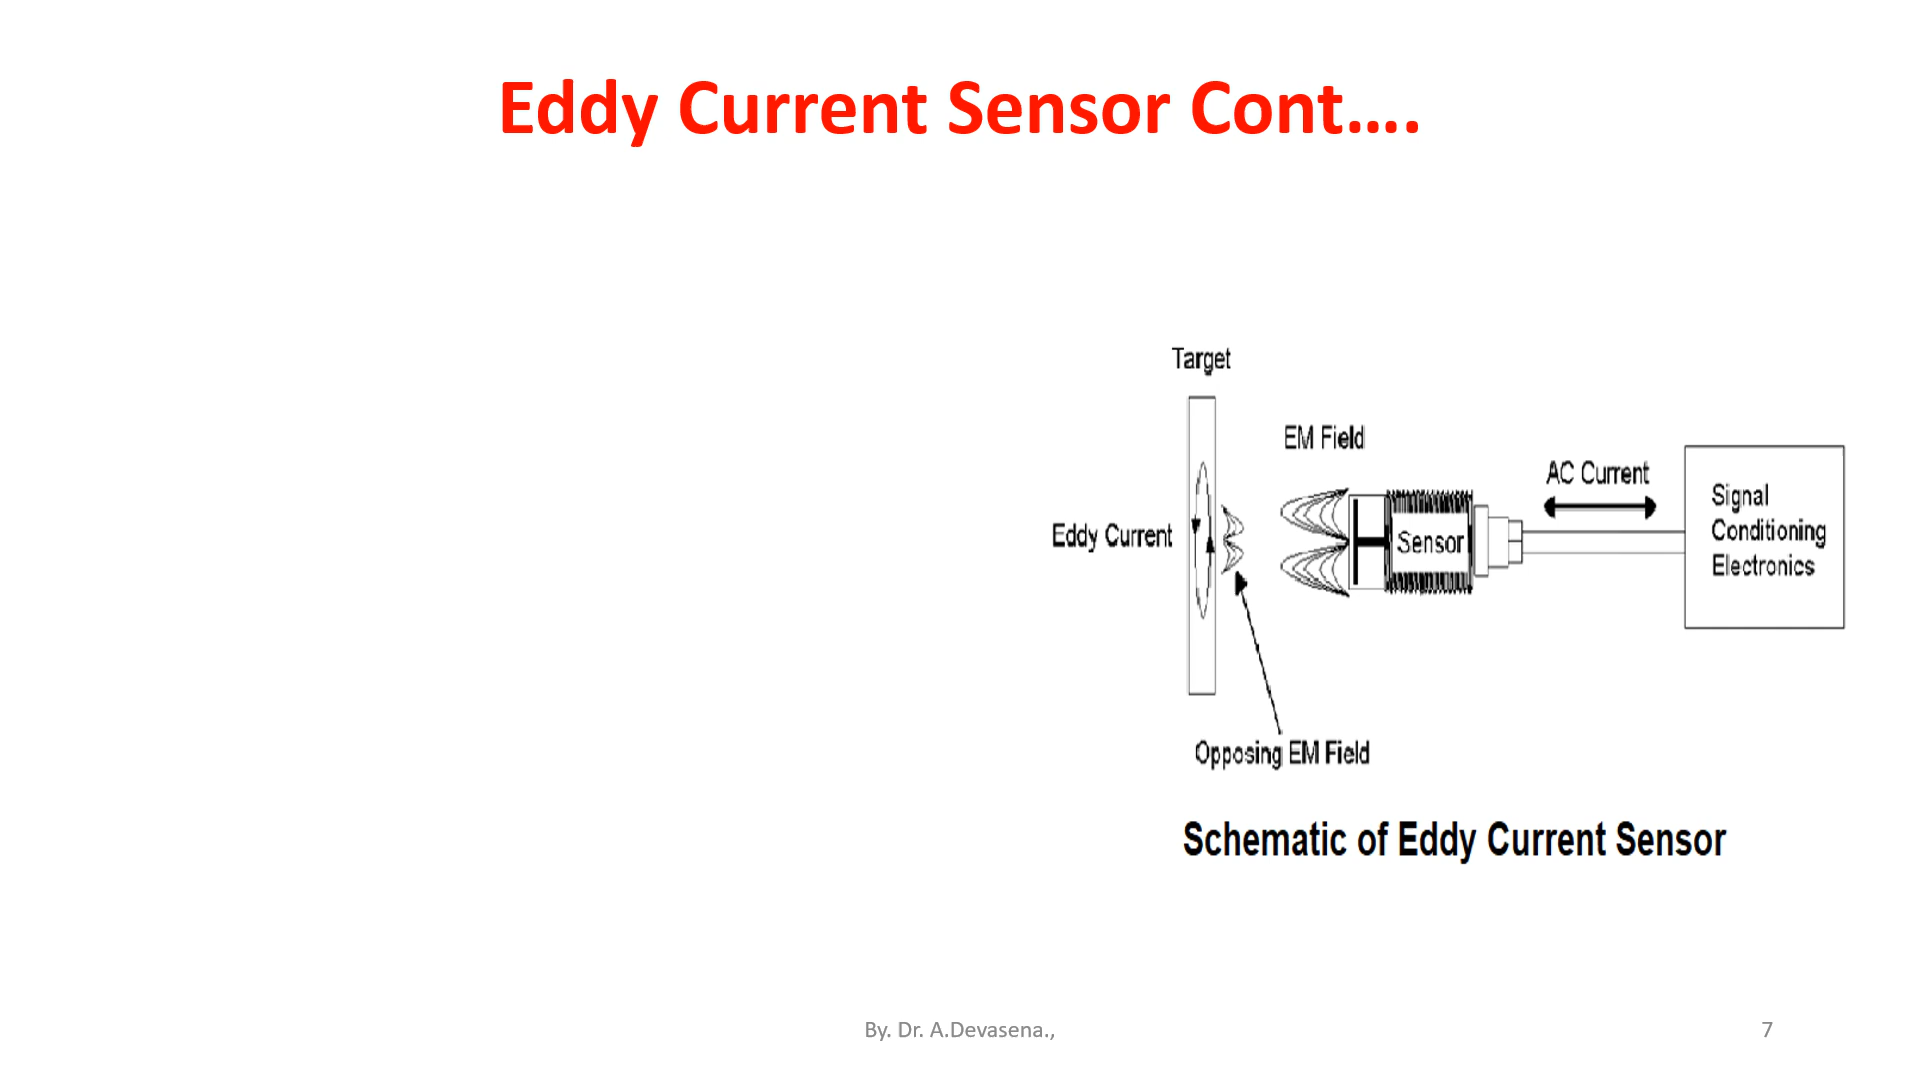 Eddy Current Sensor Cont....
Target
EM Field
AC Current
Signal
Conditioning
Electronics
Eddy Current
Sensor
Opposing EM Field
Schematic of Eddy Current Sensor
By. Dr. A.Devasena.,
7